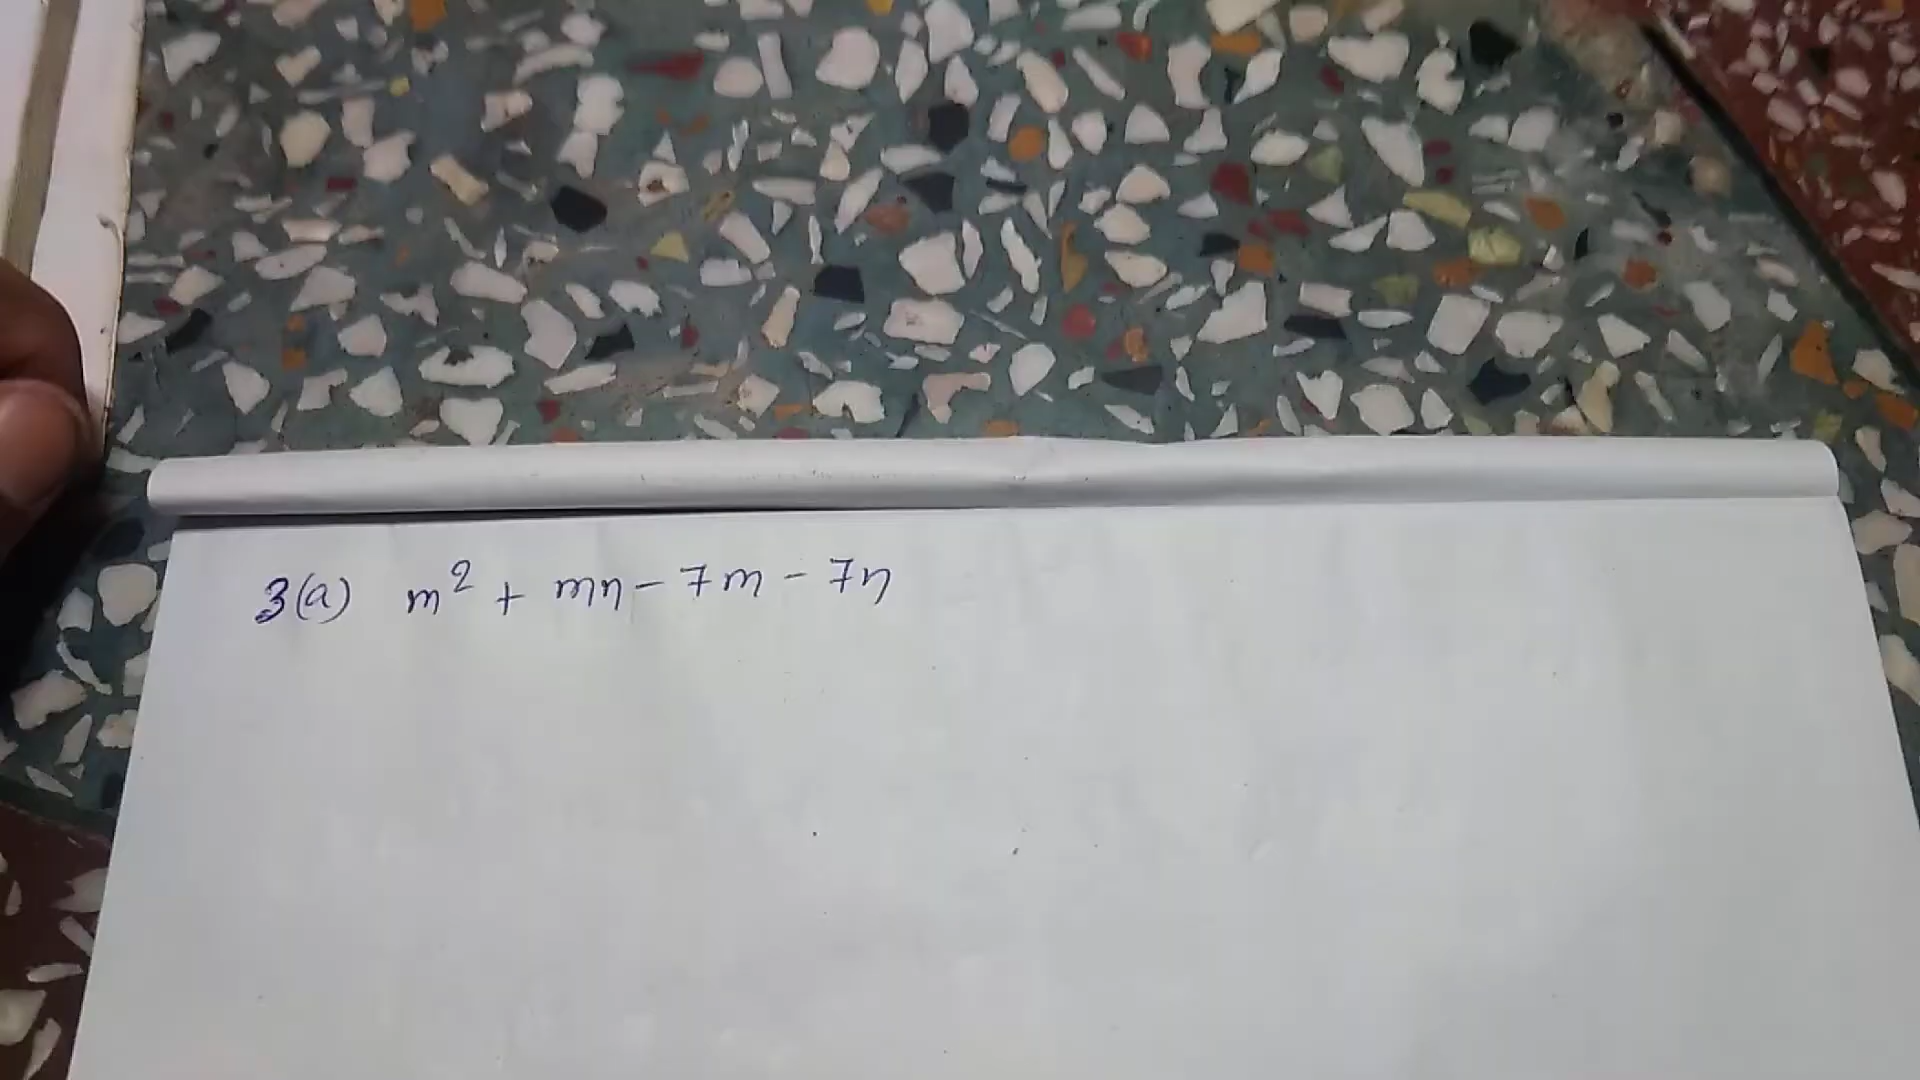 3(a) m² + mn - 7m - 7n